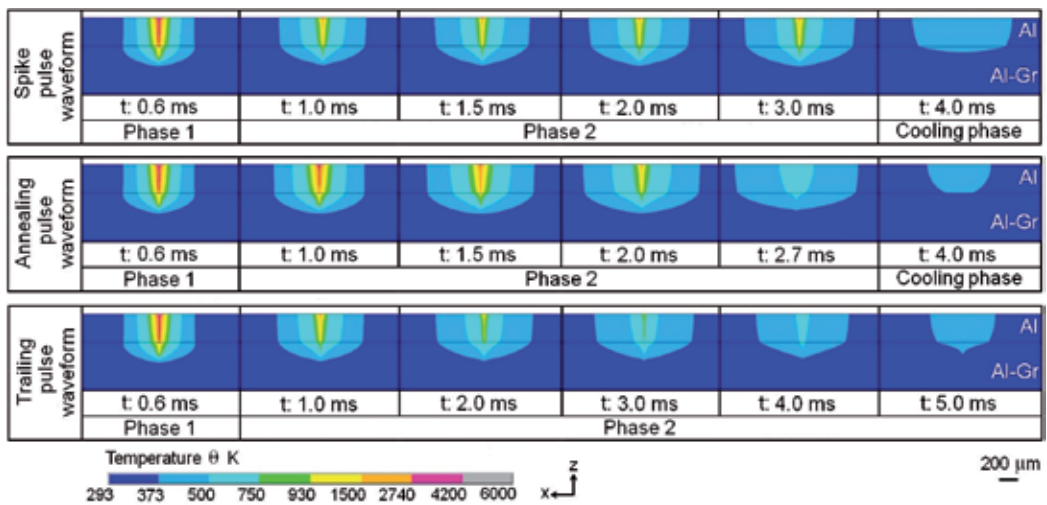 Spike
pulse
waveform
Al
Al-Gr
t: 0.6 ms
t: 1.0 ms
t: 1.5 ms
t: 2.0 ms
t: 3.0 ms
t: 4.0 ms
Phase 1
Phase 2
Cooling phase
Annealing
pulse
waveform
Al
Al-Gr
t: 0.6 ms
t: 1.0 ms
t: 1.5 ms
t: 2.0 ms
t: 2.7 ms
t: 4.0 ms
Phase 1
Phase 2
Cooling phase
Trailing
pulse
waveform
Al
Al-Gr
t: 0.6 ms
t: 1.0 ms
t: 2.0 ms
t: 3.0 ms
t: 4.0 ms
t: 5.0 ms
Phase 1
Phase 2
Temperature θ K
293 373 500 750 930 1500 2740 4200 6000
z
x
200 μm